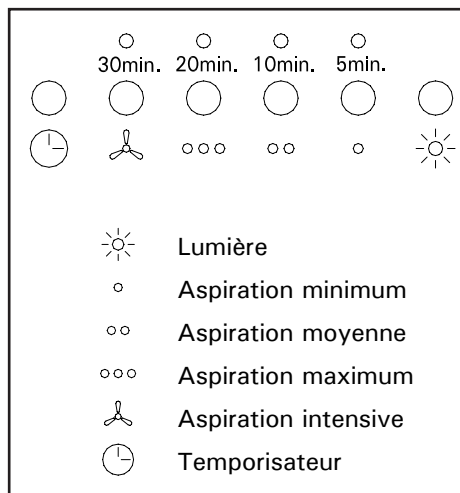 30min. 20min. 10min. 5min.
Lumière
Aspiration minimum
Aspiration moyenne
Aspiration maximum
Aspiration intensive
Temporisateur